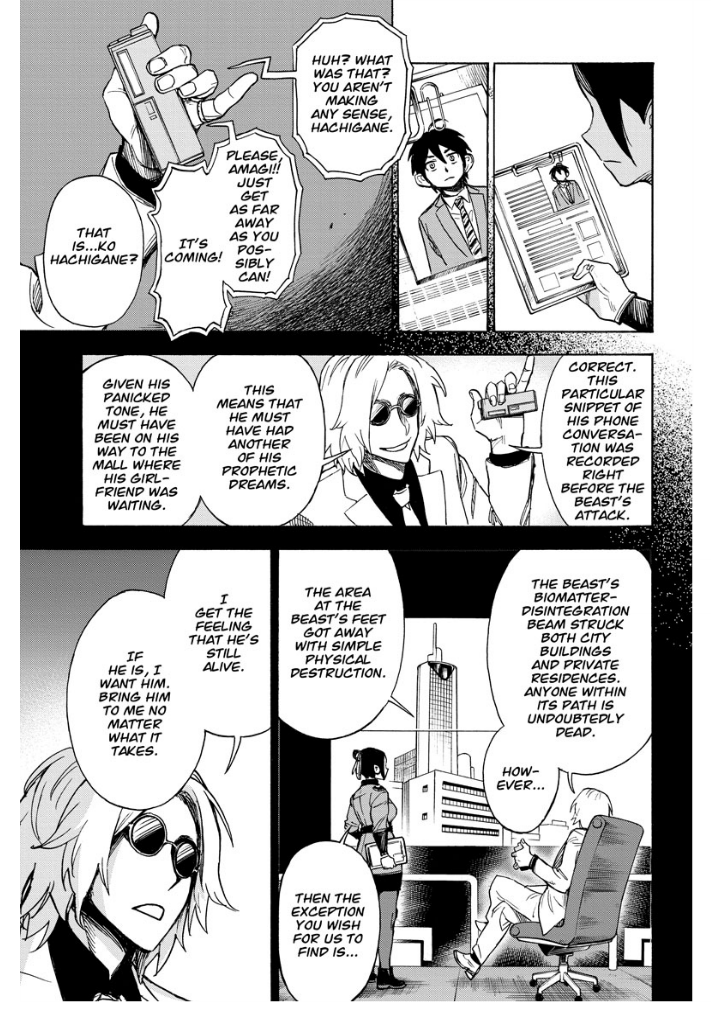 HUH? WHAT
WAS THAT?
YOU AREN'T
MAKING
ANY SENSE,
HACHIGANE.
PLEASE,
AMAGI!!
JUST
GET
AS FAR
AWAY
AS YOU
POS-
SIBLY
CAN!
IT'S
COMING!
THAT
IS...KO
HACHIGANE?
CORRECT.
THIS
PARTICULAR
SNIPPET OF
HIS PHONE
CONVERSA-
TION WAS
RECORDED
RIGHT
BEFORE THE
BEAST'S
ATTACK.
THIS
MEANS THAT HE
MUST HAVE HAD
ANOTHER
OF HIS
PROPHETIC
DREAMS.
GIVEN HIS
PANICKED
TONE, HE
MUST HAVE
BEEN ON HIS
WAY TO THE
MALL WHERE
HIS GIRL-
FRIEND WAS
WAITING.
THE BEAST'S
BIOMATTER-
DISINTEGRATION
BEAM STRUCK
BOTH CITY
BUILDINGS
AND PRIVATE
RESIDENCES.
ANYONE WITHIN
ITS PATH IS
UNDOUBTEDLY
DEAD.
HOW-
EVER...
THE AREA
AT THE
BEAST'S FEET
GOT AWAY
WITH SIMPLE
PHYSICAL
DESTRUCTION.
THEN THE
EXCEPTION
YOU WISH
FOR US TO
FIND IS...
I
GET THE
FEELING
THAT HE'S
STILL
ALIVE.
IF
HE IS, I
WANT HIM.
BRING HIM
TO ME NO
MATTER
WHAT IT
TAKES.